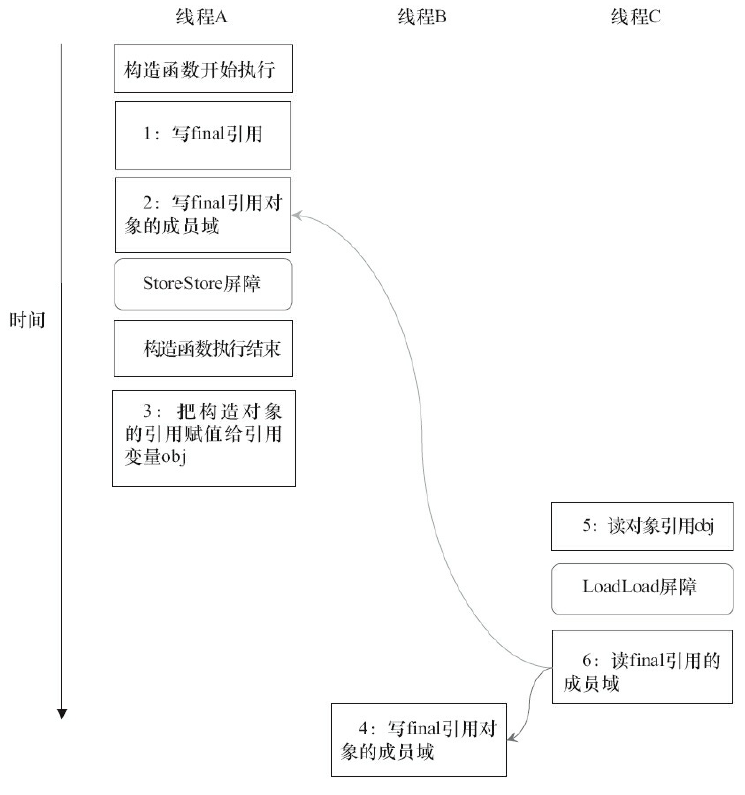 线程A
线程B
线程C
构造函数开始执行
1：写final引用
2：写final引用对
象的成员域
StoreStore屏障
时间
构造函数执行结束
3：把构造对象
的引用赋值给引用
变量obj
5：读对象引用obj
LoadLoad屏障
6：读final引用的
成员域
4：写final引用对
象的成员域